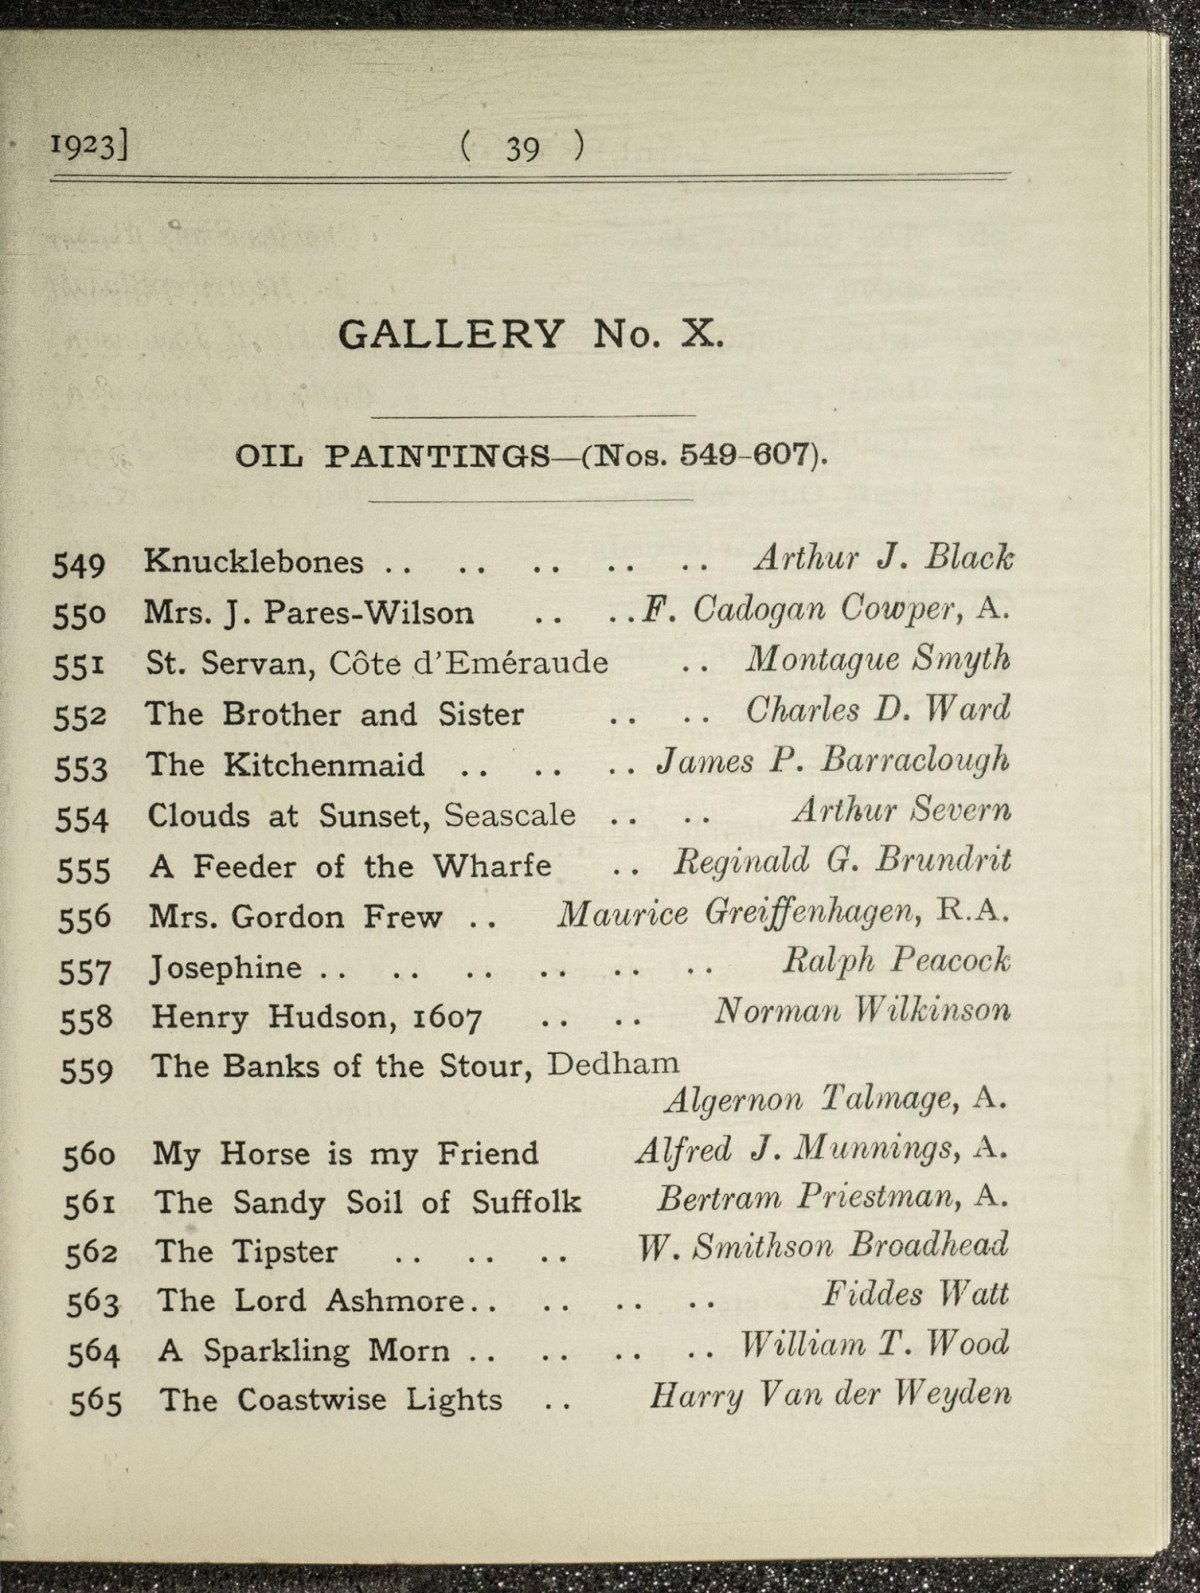 1923] ( 39 )
GALLERY No. X.
OIL PAINTINGS—(Nos. 549-607).
549 Knucklebones .. .. .. .. .. Arthur J. Black
550 Mrs. J. Pares-Wilson .. .. F. Cadogan Cowper, A.
551 St. Servan, Côte d'Eméraude .. Montague Smyth
552 The Brother and Sister .. .. Charles D. Ward
553 The Kitchenmaid .. .. .. James P. Barraclough
554 Clouds at Sunset, Seascale .. .. Arthur Severn
555 A Feeder of the Wharfe .. Reginald G. Brundrit
556 Mrs. Gordon Frew .. Maurice Greiffenhagen, R.A.
557 Josephine .. .. .. .. .. .. Ralph Peacock
558 Henry Hudson, 1607 .. .. Norman Wilkinson
559 The Banks of the Stour, Dedham
Algernon Talmage, A.
560 My Horse is my Friend Alfred J. Munnings, A.
561 The Sandy Soil of Suffolk Bertram Priestman, A.
562 The Tipster .. .. .. W. Smithson Broadhead
563 The Lord Ashmore .. .. .. .. Fiddes Watt
564 A Sparkling Morn .. .. .. .. William T. Wood
565 The Coastwise Lights .. Harry Van der Weyden